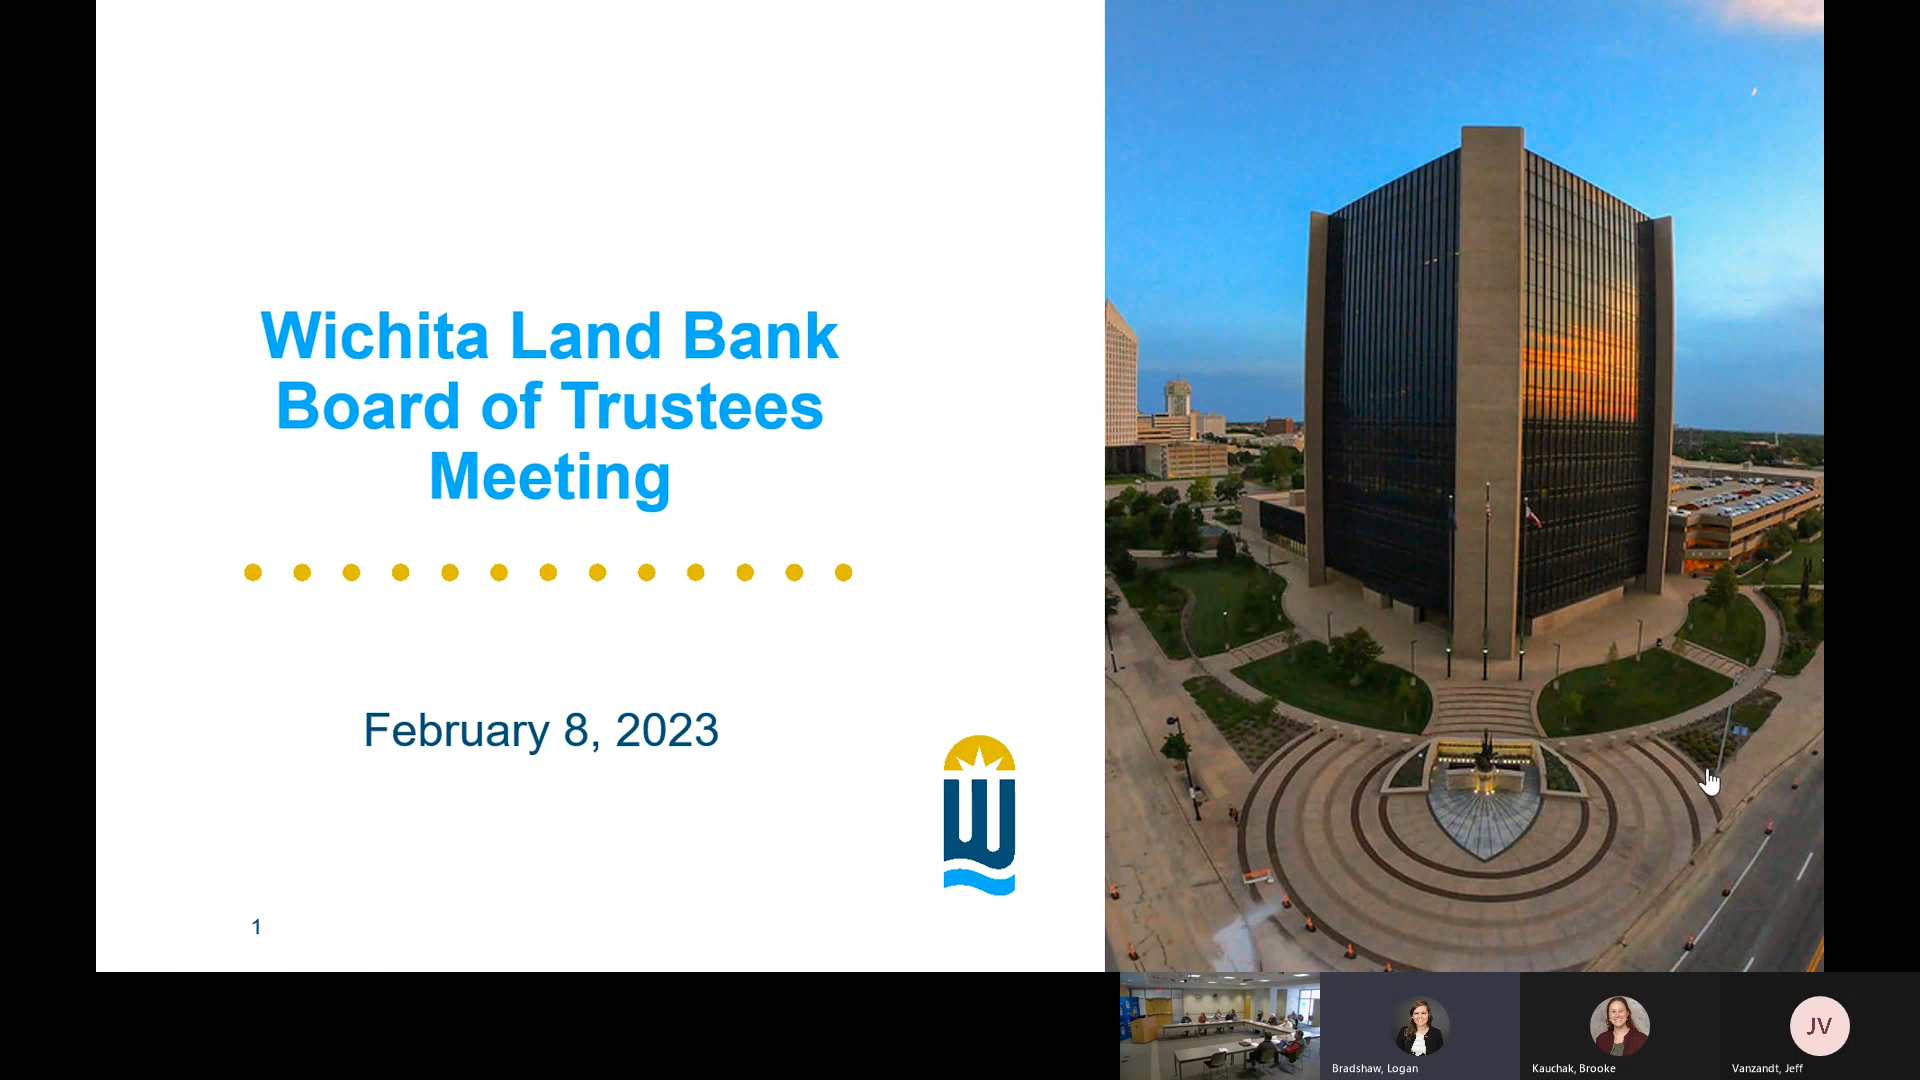 Wichita Land Bank
Board of Trustees
Meeting
February 8, 2023
1
Bradshaw, Logan
Kauchak, Brooke
JV
Vanzandt, Jeff